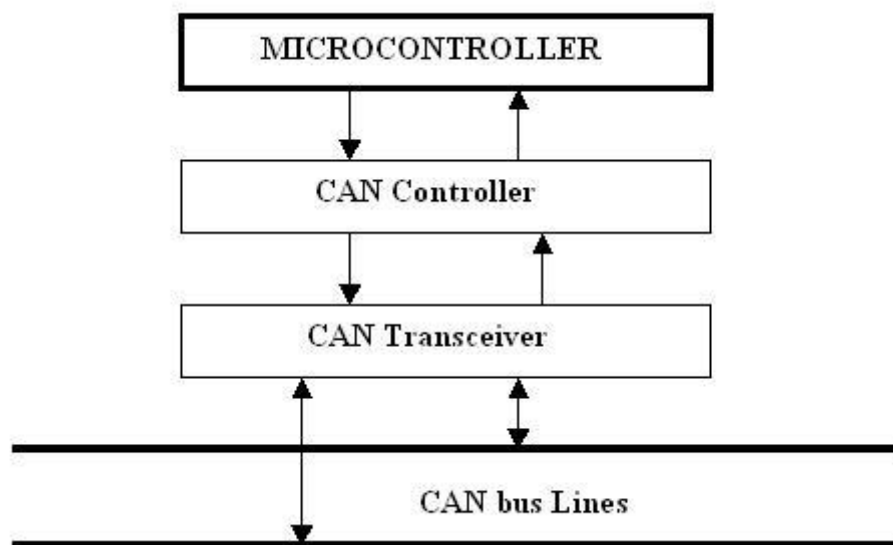 MICROCONTROLLER
CAN Controller
CAN Transceiver
CAN bus Lines